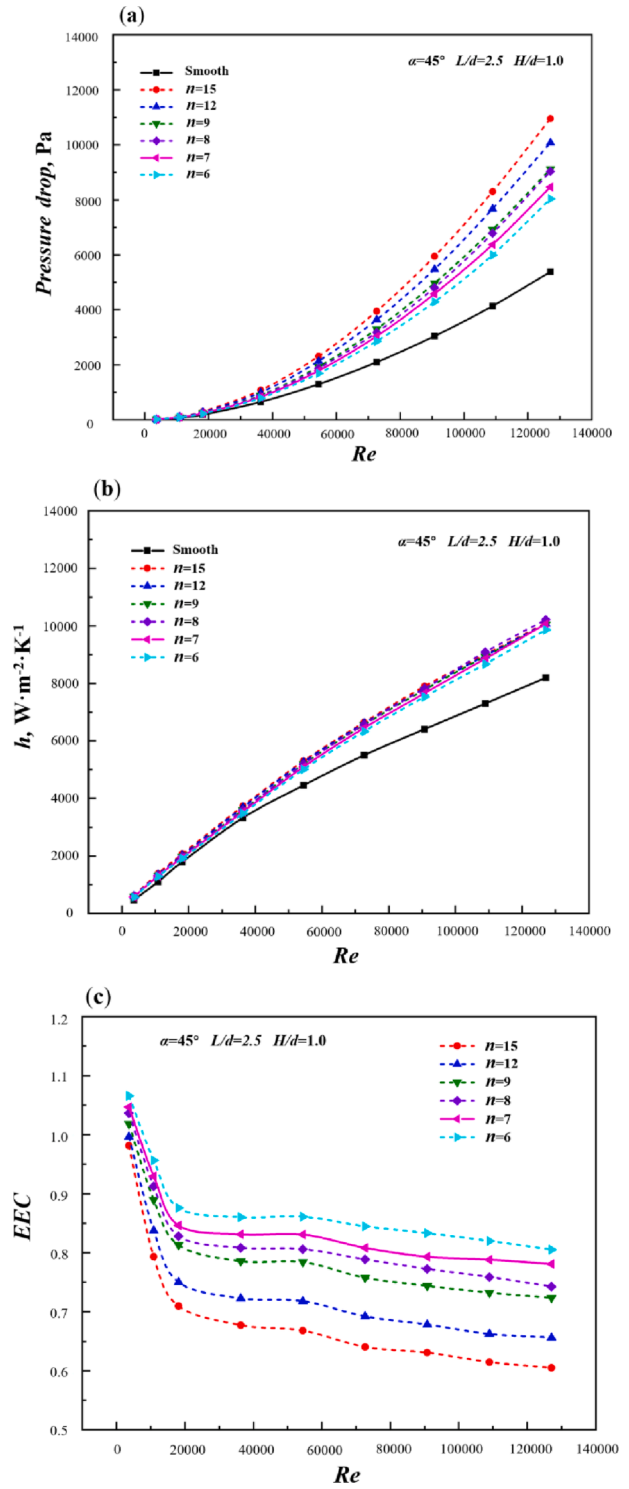 (a)
14000
12000
10000
8000
6000
4000
2000
0
Pressure drop, Pa
α=45° L/d=2.5 H/d=1.0
Smooth
n=15
n=12
n=9
n=8
n=7
n=6
0 20000 40000 60000 80000 100000 120000 140000
Re
(b)
14000
12000
10000
8000
6000
4000
2000
0
h, W·m⁻²·K⁻¹
α=45° L/d=2.5 H/d=1.0
Smooth
n=15
n=12
n=9
n=8
n=7
n=6
0 20000 40000 60000 80000 100000 120000 140000
Re
(c)
1.2
1.1
1.0
0.9
0.8
0.7
0.6
0.5
EEC
α=45° L/d=2.5 H/d=1.0
n=15
n=12
n=9
n=8
n=7
n=6
0 20000 40000 60000 80000 100000 120000 140000
Re